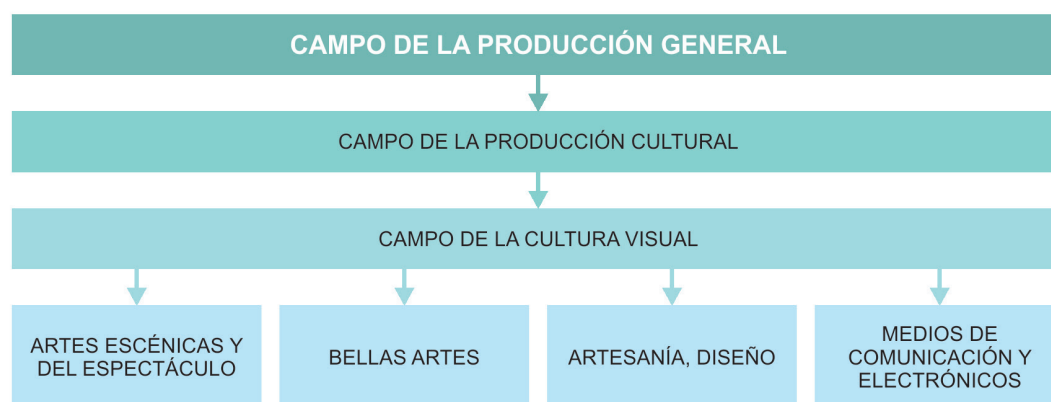 CAMPO DE LA PRODUCCIÓN GENERAL
CAMPO DE LA PRODUCCIÓN CULTURAL
CAMPO DE LA CULTURA VISUAL
ARTES ESCÉNICAS Y
DEL ESPECTÁCULO
BELLAS ARTES
ARTESANÍA, DISEÑO
MEDIOS DE
COMUNICACIÓN Y
ELECTRÓNICOS